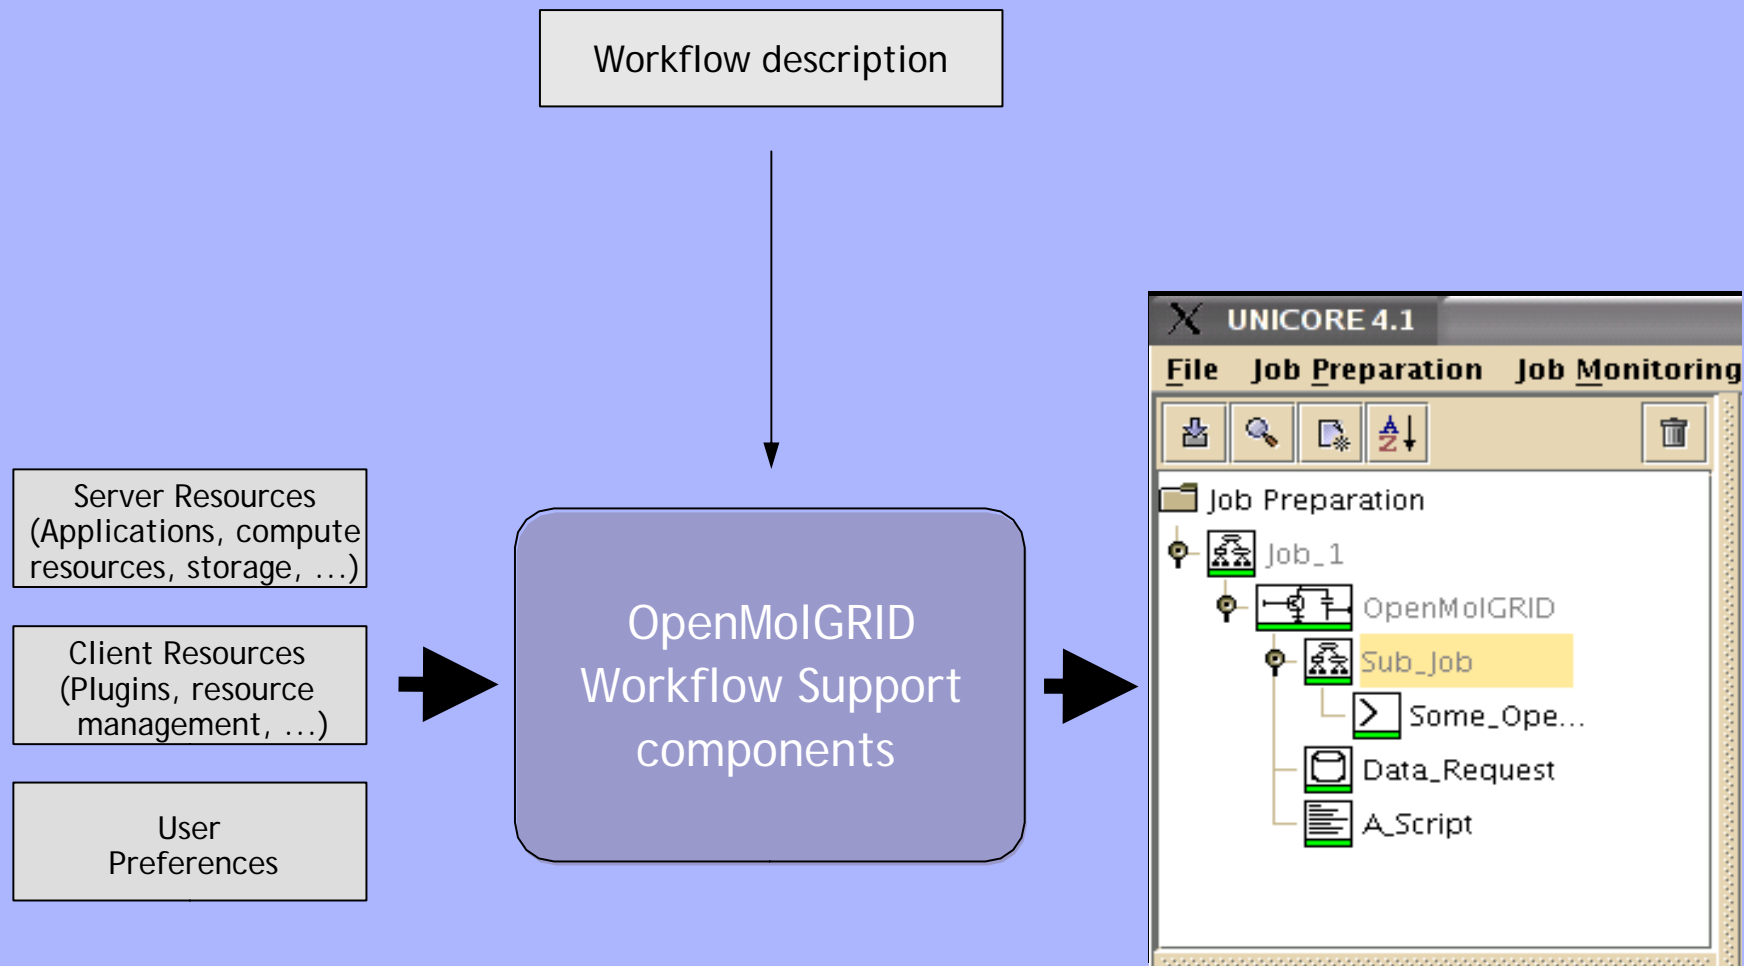 Workflow description
Server Resources
(Applications, compute
resources, storage, ...)
Client Resources
(Plugins, resource
management, ...)
User
Preferences
OpenMolGRID
Workflow Support
components
UNICORE 4.1
File Job Preparation Job Monitoring
A
Z
Job Preparation
Job_1
OpenMolGRID
Sub_Job
Some_Ope...
Data_Request
A_Script